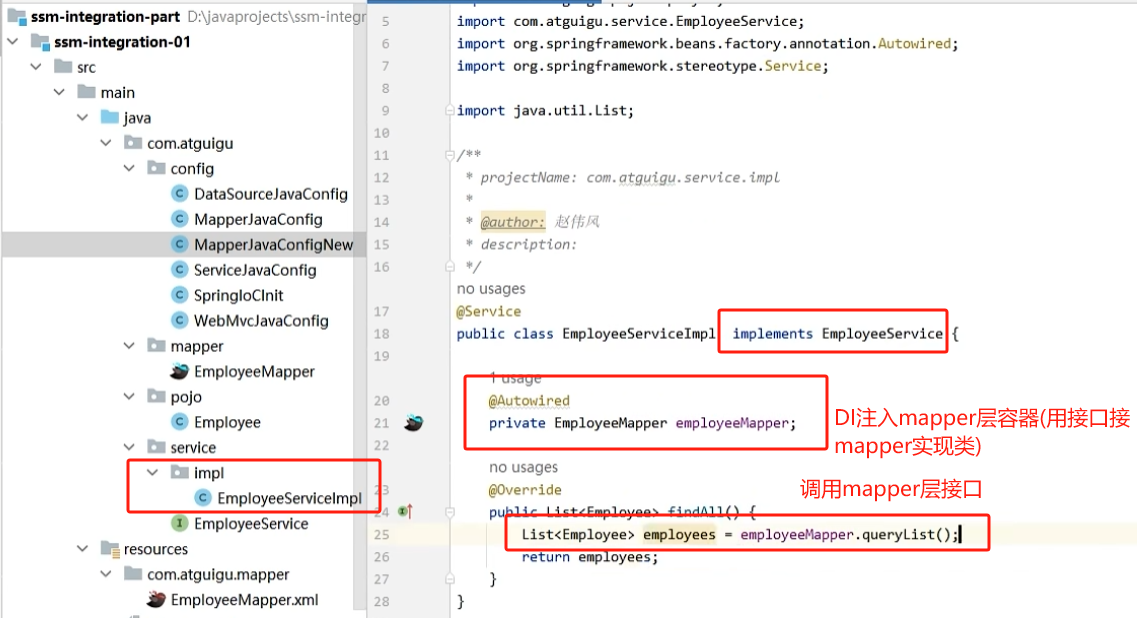 ssm-integration-part D:\javaprojects\ssm-integr
ssm-integration-01
src
main
java
com.atguigu
config
DataSourceJavaConfig
MapperJavaConfig
MapperJavaConfigNew
ServiceJavaConfig
SpringIoCInit
WebMvcJavaConfig
mapper
EmployeeMapper
pojo
Employee
service
impl
EmployeeServiceImpl
EmployeeService
resources
com.atguigu.mapper
EmployeeMapper.xml
5 import com.atguigu.service.EmployeeService;
6 import org.springframework.beans.factory.annotation.Autowired;
7 import org.springframework.stereotype.Service;
8
9 import java.util.List;
10
11 /**
12 * projectName: com.atguigu.service.impl
13 *
14 * @author: 赵伟风
15 * description:
16 */
no usages
17 @Service
18 public class EmployeeServiceImpl implements EmployeeService {
19
1 usage
20 @Autowired
21 private EmployeeMapper employeeMapper;
22
no usages
23 @Override
24 public List<Employee> findAll() {
25 List<Employee> employees = employeeMapper.queryList();
26 return employees;
27 }
28 }
DI注入mapper层容器(用接口接
mapper实现类)
调用mapper层接口